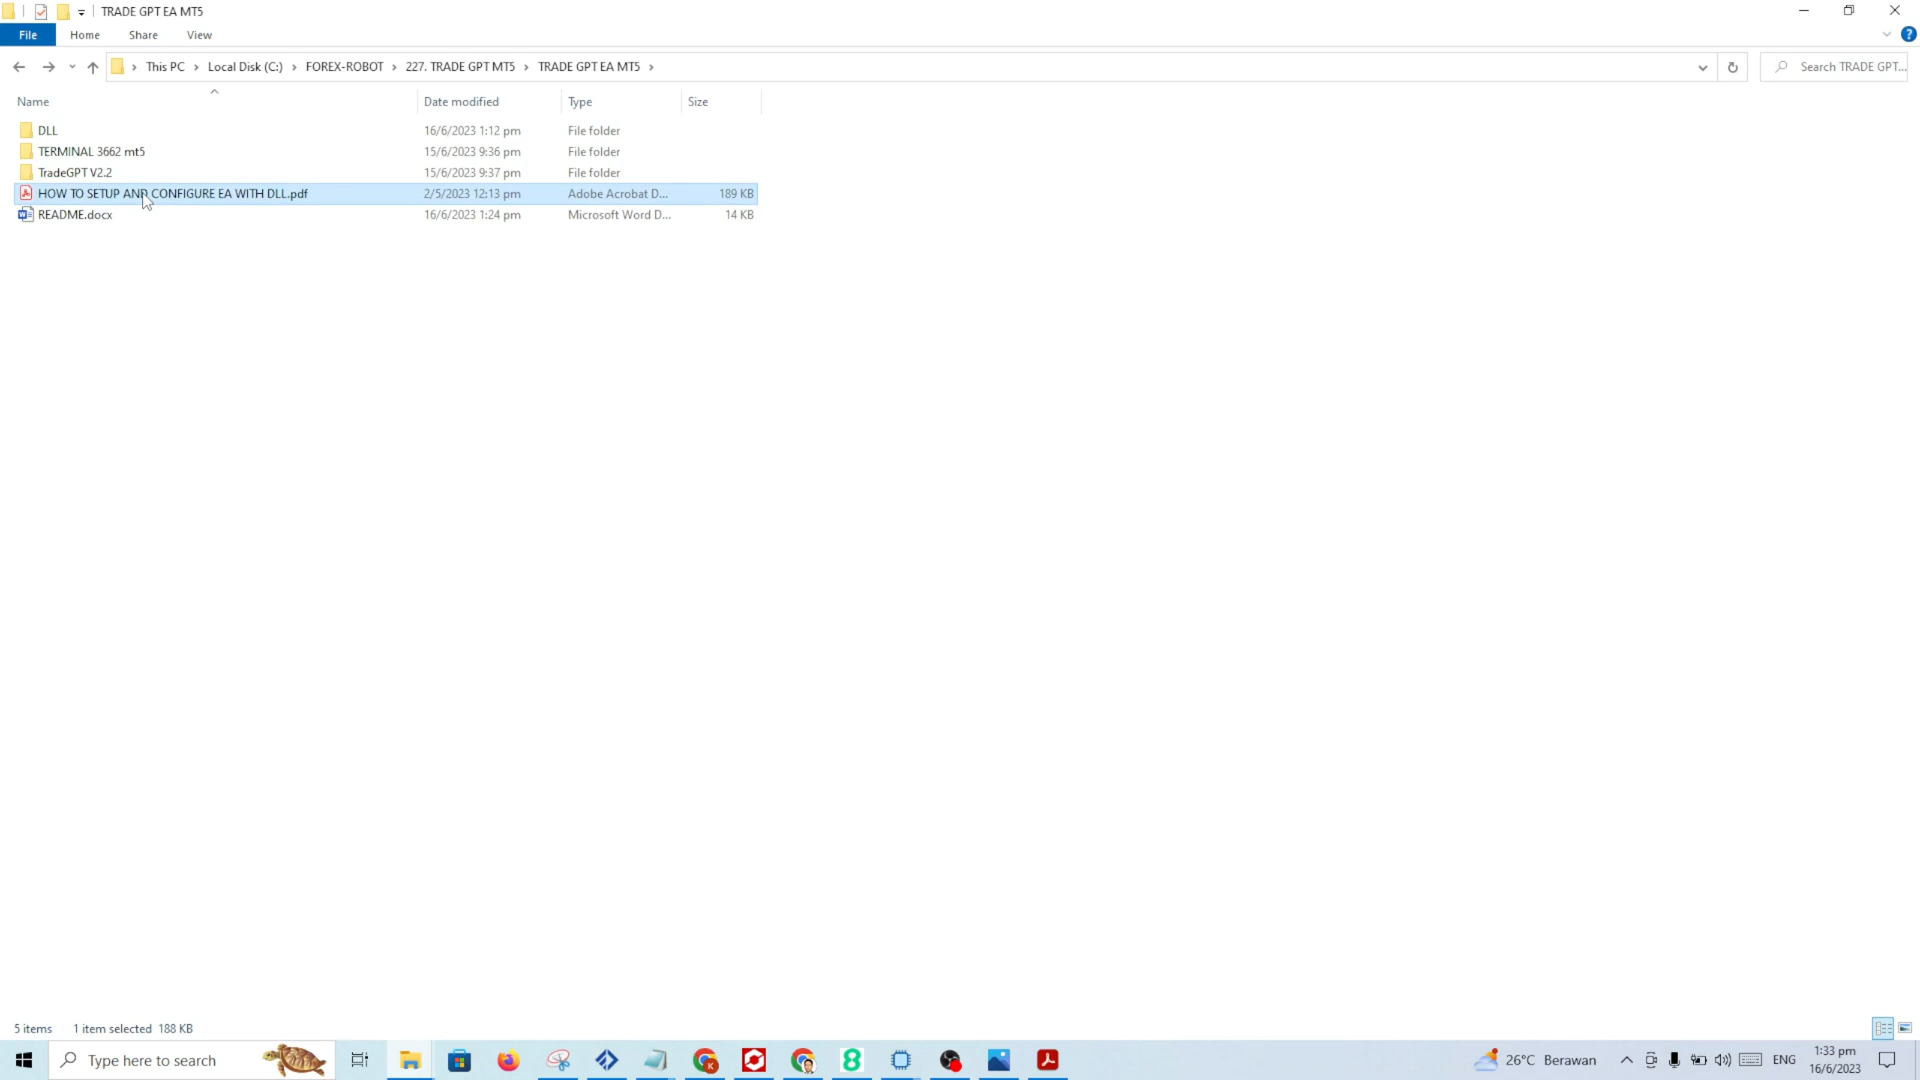 TRADE GPT EA MT5
File Home Share View
This PC Local Disk (C:) FOREX-ROBOT 227. TRADE GPT MT5 TRADE GPT EA MT5 Search TRADE GPT...
Name Date modified Type Size
DLL 16/6/2023 1:12 pm File folder
TERMINAL 3662 mt5 15/6/2023 9:36 pm File folder
TradeGPT V2.2 15/6/2023 9:37 pm File folder
HOW TO SETUP AND CONFIGURE EA WITH DLL.pdf 2/5/2023 12:13 pm Adobe Acrobat D... 189 KB
README.docx 16/6/2023 1:24 pm Microsoft Word D... 14 KB
5 items 1 item selected 188 KB
Type here to search 26°C Berawan ENG 1:33 pm
16/6/2023